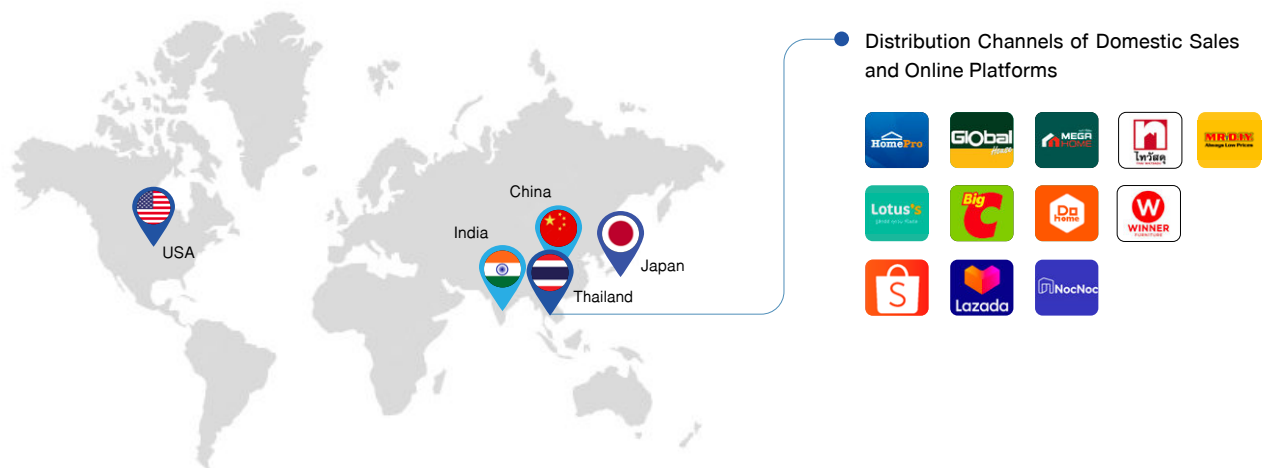 Distribution Channels of Domestic Sales
and Online Platforms
HomePro
Global
House
MEGA
HOME
ไทวัสดุ
MR.D.I.Y.
Always Low Prices
Lotus's
Big
C
Do
home
W
WINNER
FURNITURE
S
Lazada
NocNoc
China
India
USA
Japan
Thailand